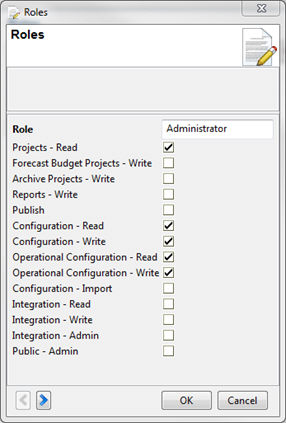 Roles
Roles
Role Administrator
Projects - Read
Forecast Budget Projects - Write
Archive Projects - Write
Reports - Write
Publish
Configuration - Read
Configuration - Write
Operational Configuration - Read
Operational Configuration - Write
Configuration - Import
Integration - Read
Integration - Write
Integration - Admin
Public - Admin
OK Cancel